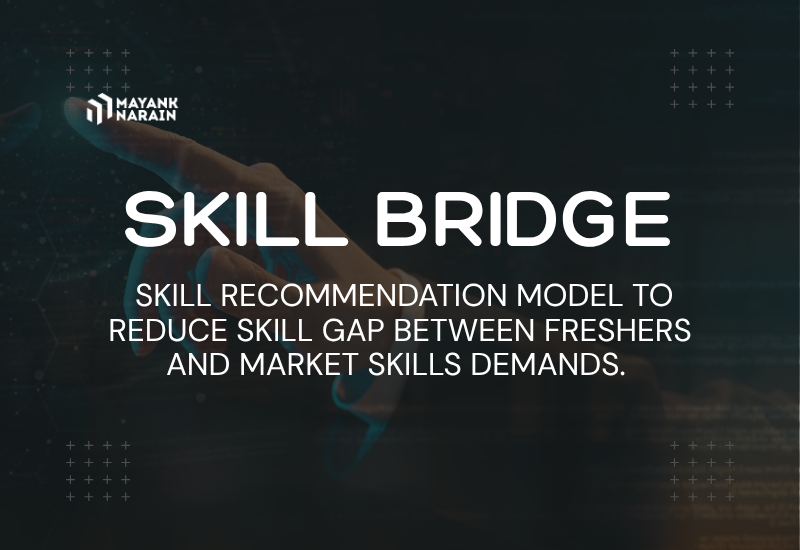 MAYANK
NARAIN
SKILL BRIDGE
SKILL RECOMMENDATION MODEL TO
REDUCE SKILL GAP BETWEEN FRESHERS
AND MARKET SKILLS DEMANDS.